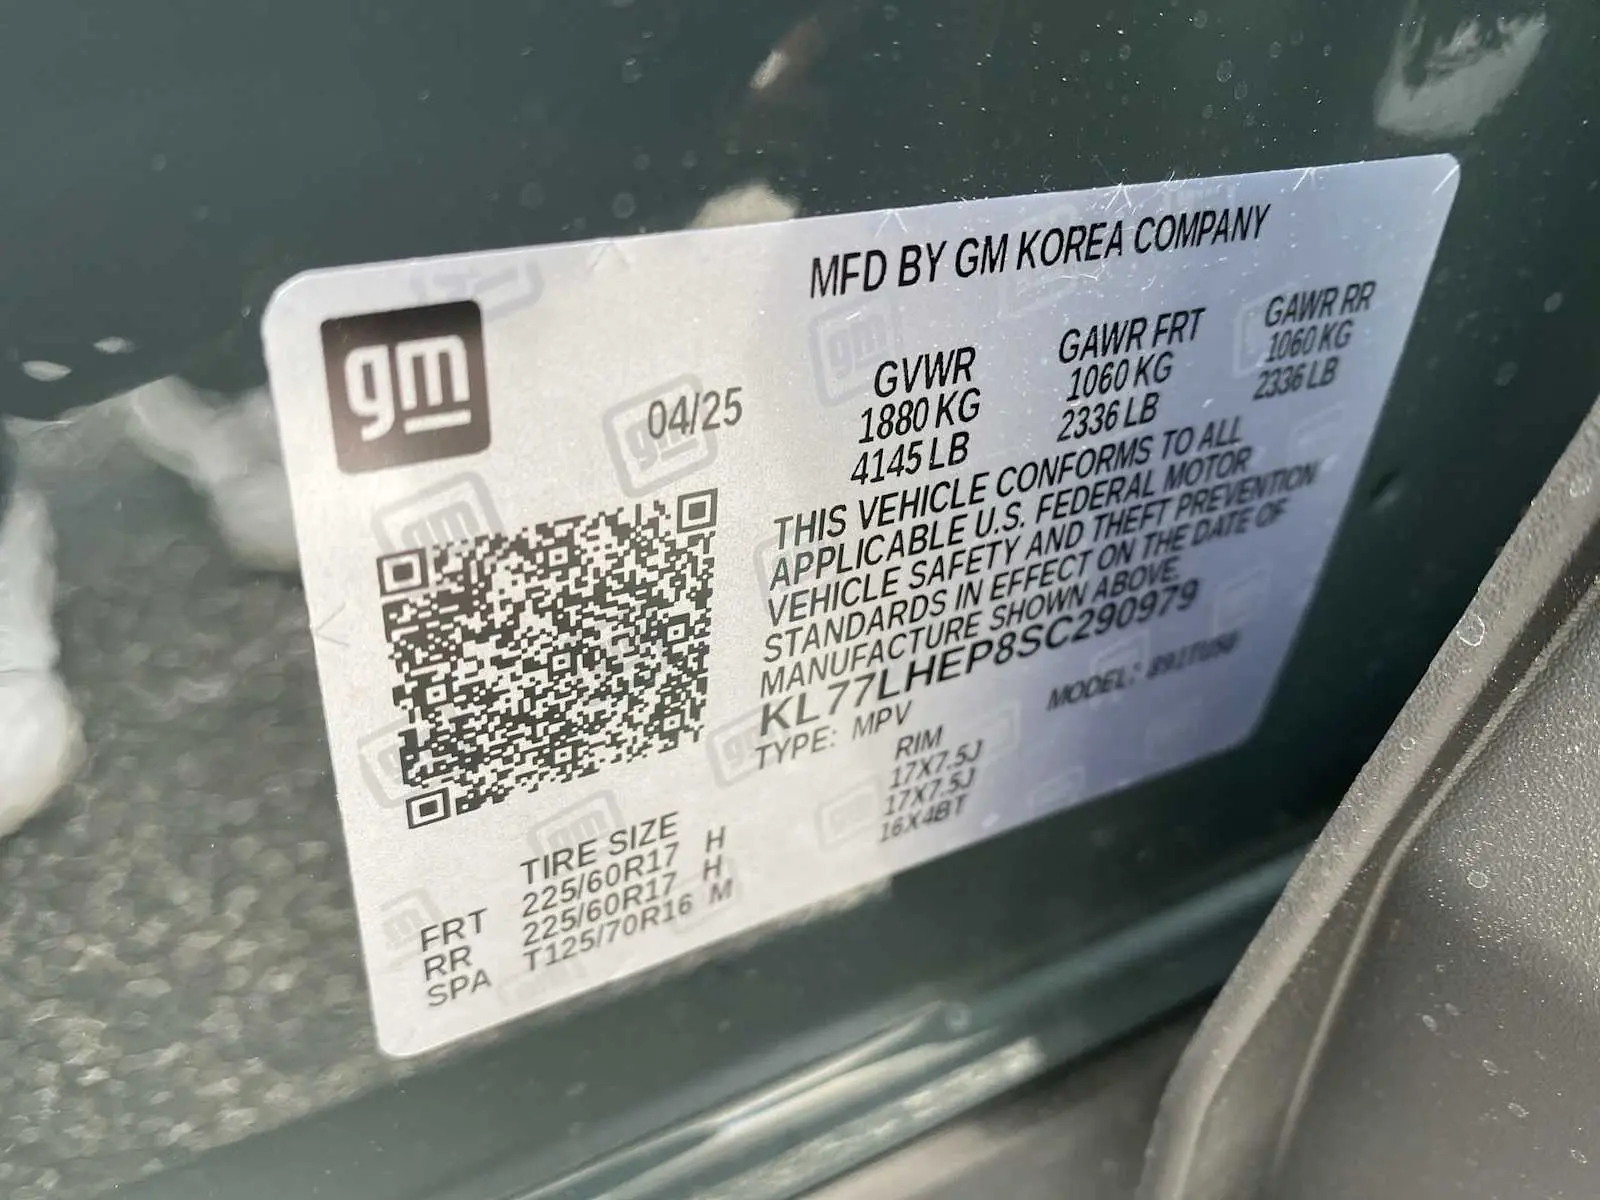 MFD BY GM KOREA COMPANY
gm
04/25
GVWR
1880 KG
4145 LB
GAWR FRT
1060 KG
2336 LB
GAWR RR
1060 KG
2336 LB
THIS VEHICLE CONFORMS TO ALL
APPLICABLE U.S. FEDERAL MOTOR
VEHICLE SAFETY AND THEFT PREVENTION
STANDARDS IN EFFECT ON THE DATE OF
MANUFACTURE SHOWN ABOVE.
KL77LHEP8SC290979
TYPE: MPV
MODEL:
TIRE SIZE
RIM
FRT 225/60R17 H 17X7.5J
RR 225/60R17 H 17X7.5J
SPA T125/70R16 M 16X4BT